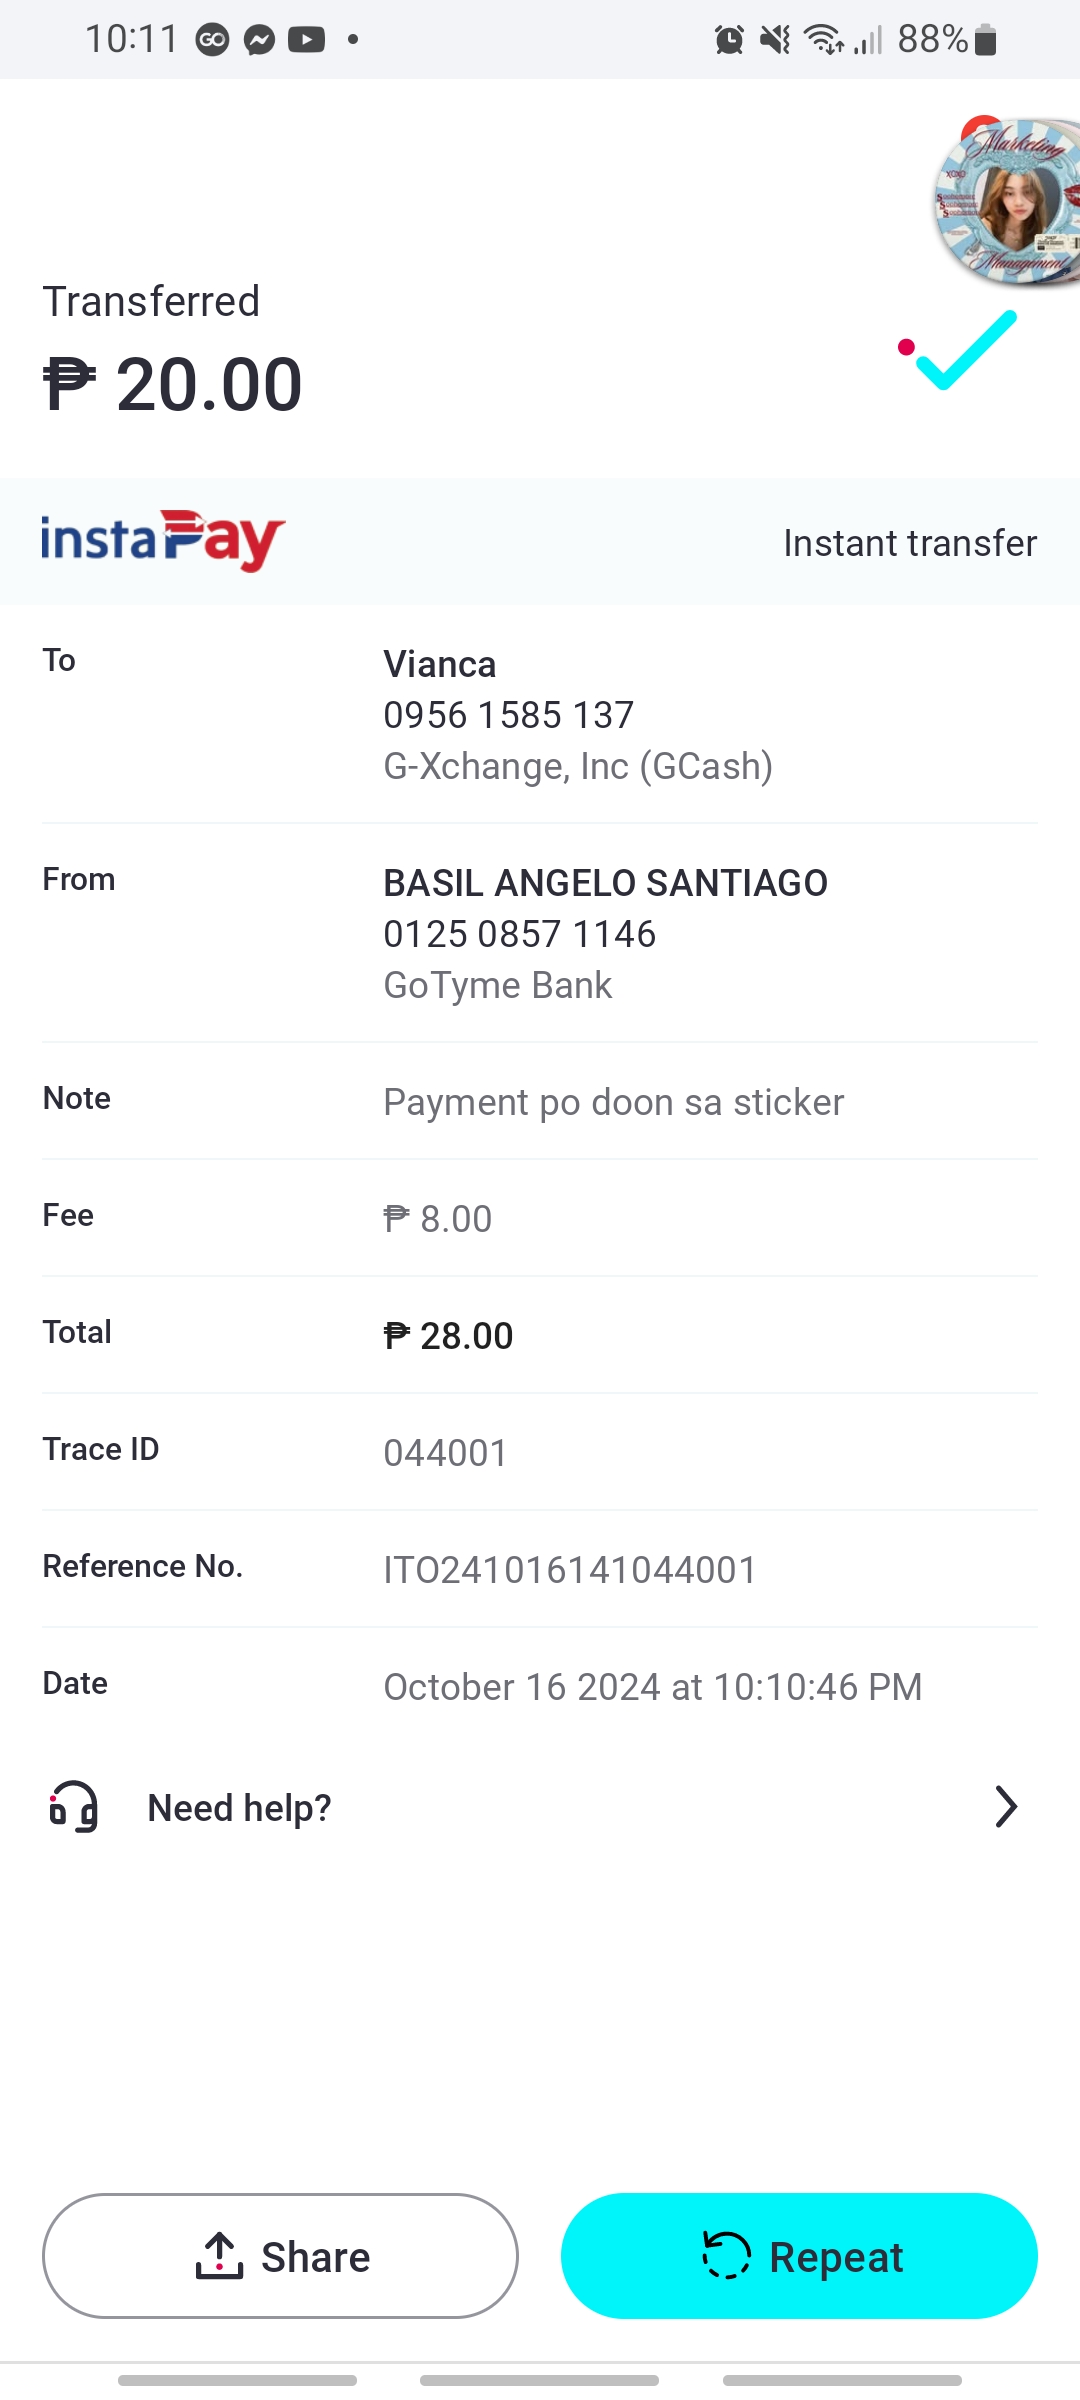 10:11 GO 88%
Marketing
XOXO
Management
Transferred
₱ 20.00
instaPay Instant transfer
To Vianca
0956 1585 137
G-Xchange, Inc (GCash)
From BASIL ANGELO SANTIAGO
0125 0857 1146
GoTyme Bank
Note Payment po doon sa sticker
Fee ₱ 8.00
Total ₱ 28.00
Trace ID 044001
Reference No. ITO241016141044001
Date October 16 2024 at 10:10:46 PM
Need help?
Share Repeat